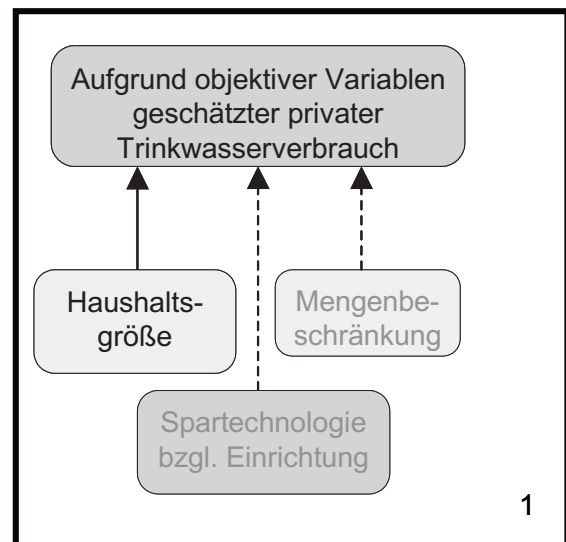 Aufgrund objektiver Variablen
geschätzter privater
Trinkwasserverbrauch
Haushalts-
größe
Mengenbe-
schränkung
Spartechnologie
bzgl. Einrichtung
1